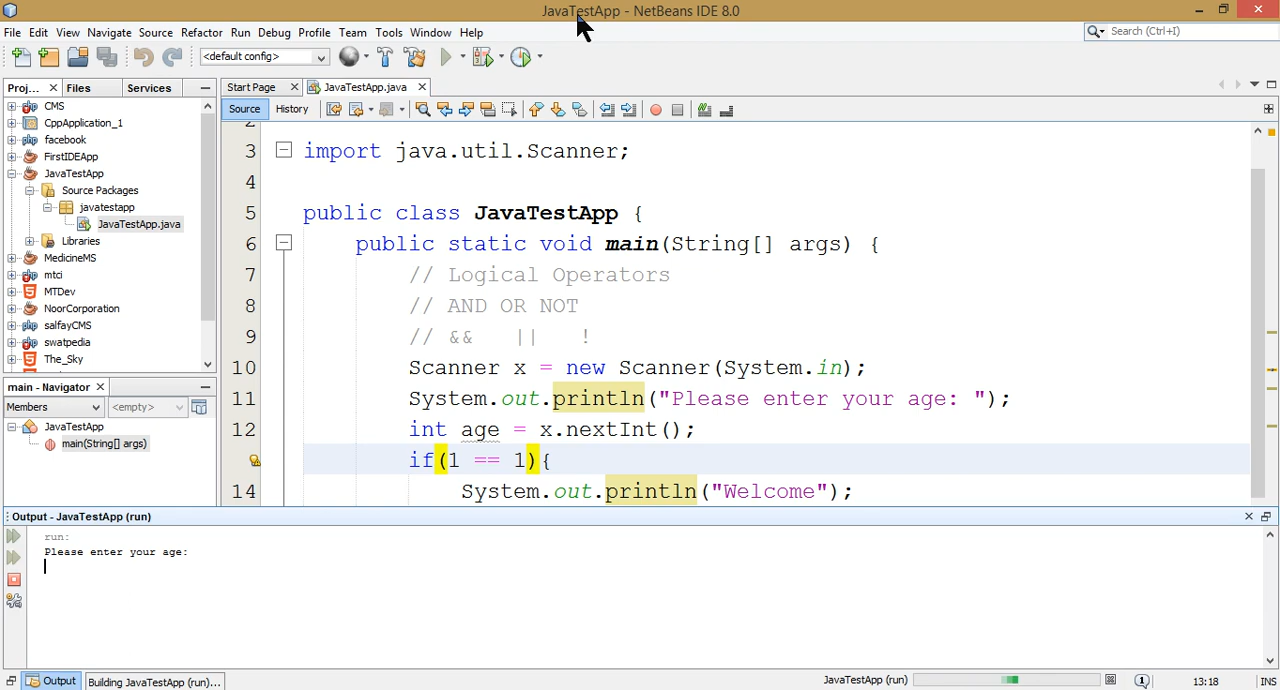 JavaTestApp - NetBeans IDE 8.0
File Edit View Navigate Source Refactor Run Debug Profile Team Tools Window Help
Search (Ctrl+I)
<default config>
Proj... Files Services
Start Page JavaTestApp.java
Source History
CMS
CppApplication_1
facebook
FirstIDEApp
JavaTestApp
Source Packages
javatestapp
JavaTestApp.java
Libraries
MedicineMS
mtci
MTDev
NoorCorporation
salfayCMS
swatpedia
The_Sky
main - Navigator
Members <empty>
JavaTestApp
main(String[] args)
2
3 import java.util.Scanner;
4
5 public class JavaTestApp {
6 public static void main(String[] args) {
7 // Logical Operators
8 // AND OR NOT
9 // && || !
10 Scanner x = new Scanner(System.in);
11 System.out.println("Please enter your age: ");
12 int age = x.nextInt();
if(1 == 1){
14 System.out.println("Welcome");
Output - JavaTestApp (run)
run:
Please enter your age:
Output Building JavaTestApp (run)... JavaTestApp (run) 1 13:18 INS